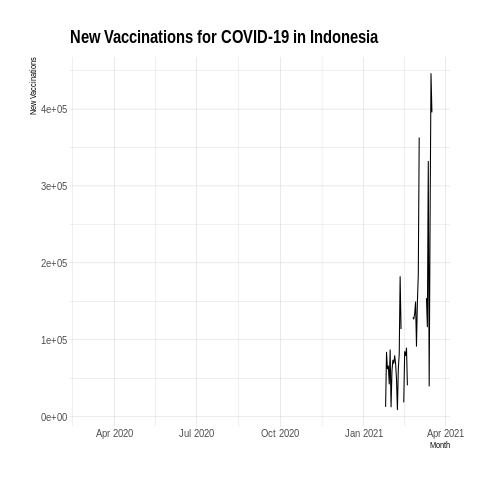 New Vaccinations for COVID-19 in Indonesia
New Vaccinations
4e+05
3e+05
2e+05
1e+05
0e+00
Apr 2020 Jul 2020 Oct 2020 Jan 2021 Apr 2021
Month